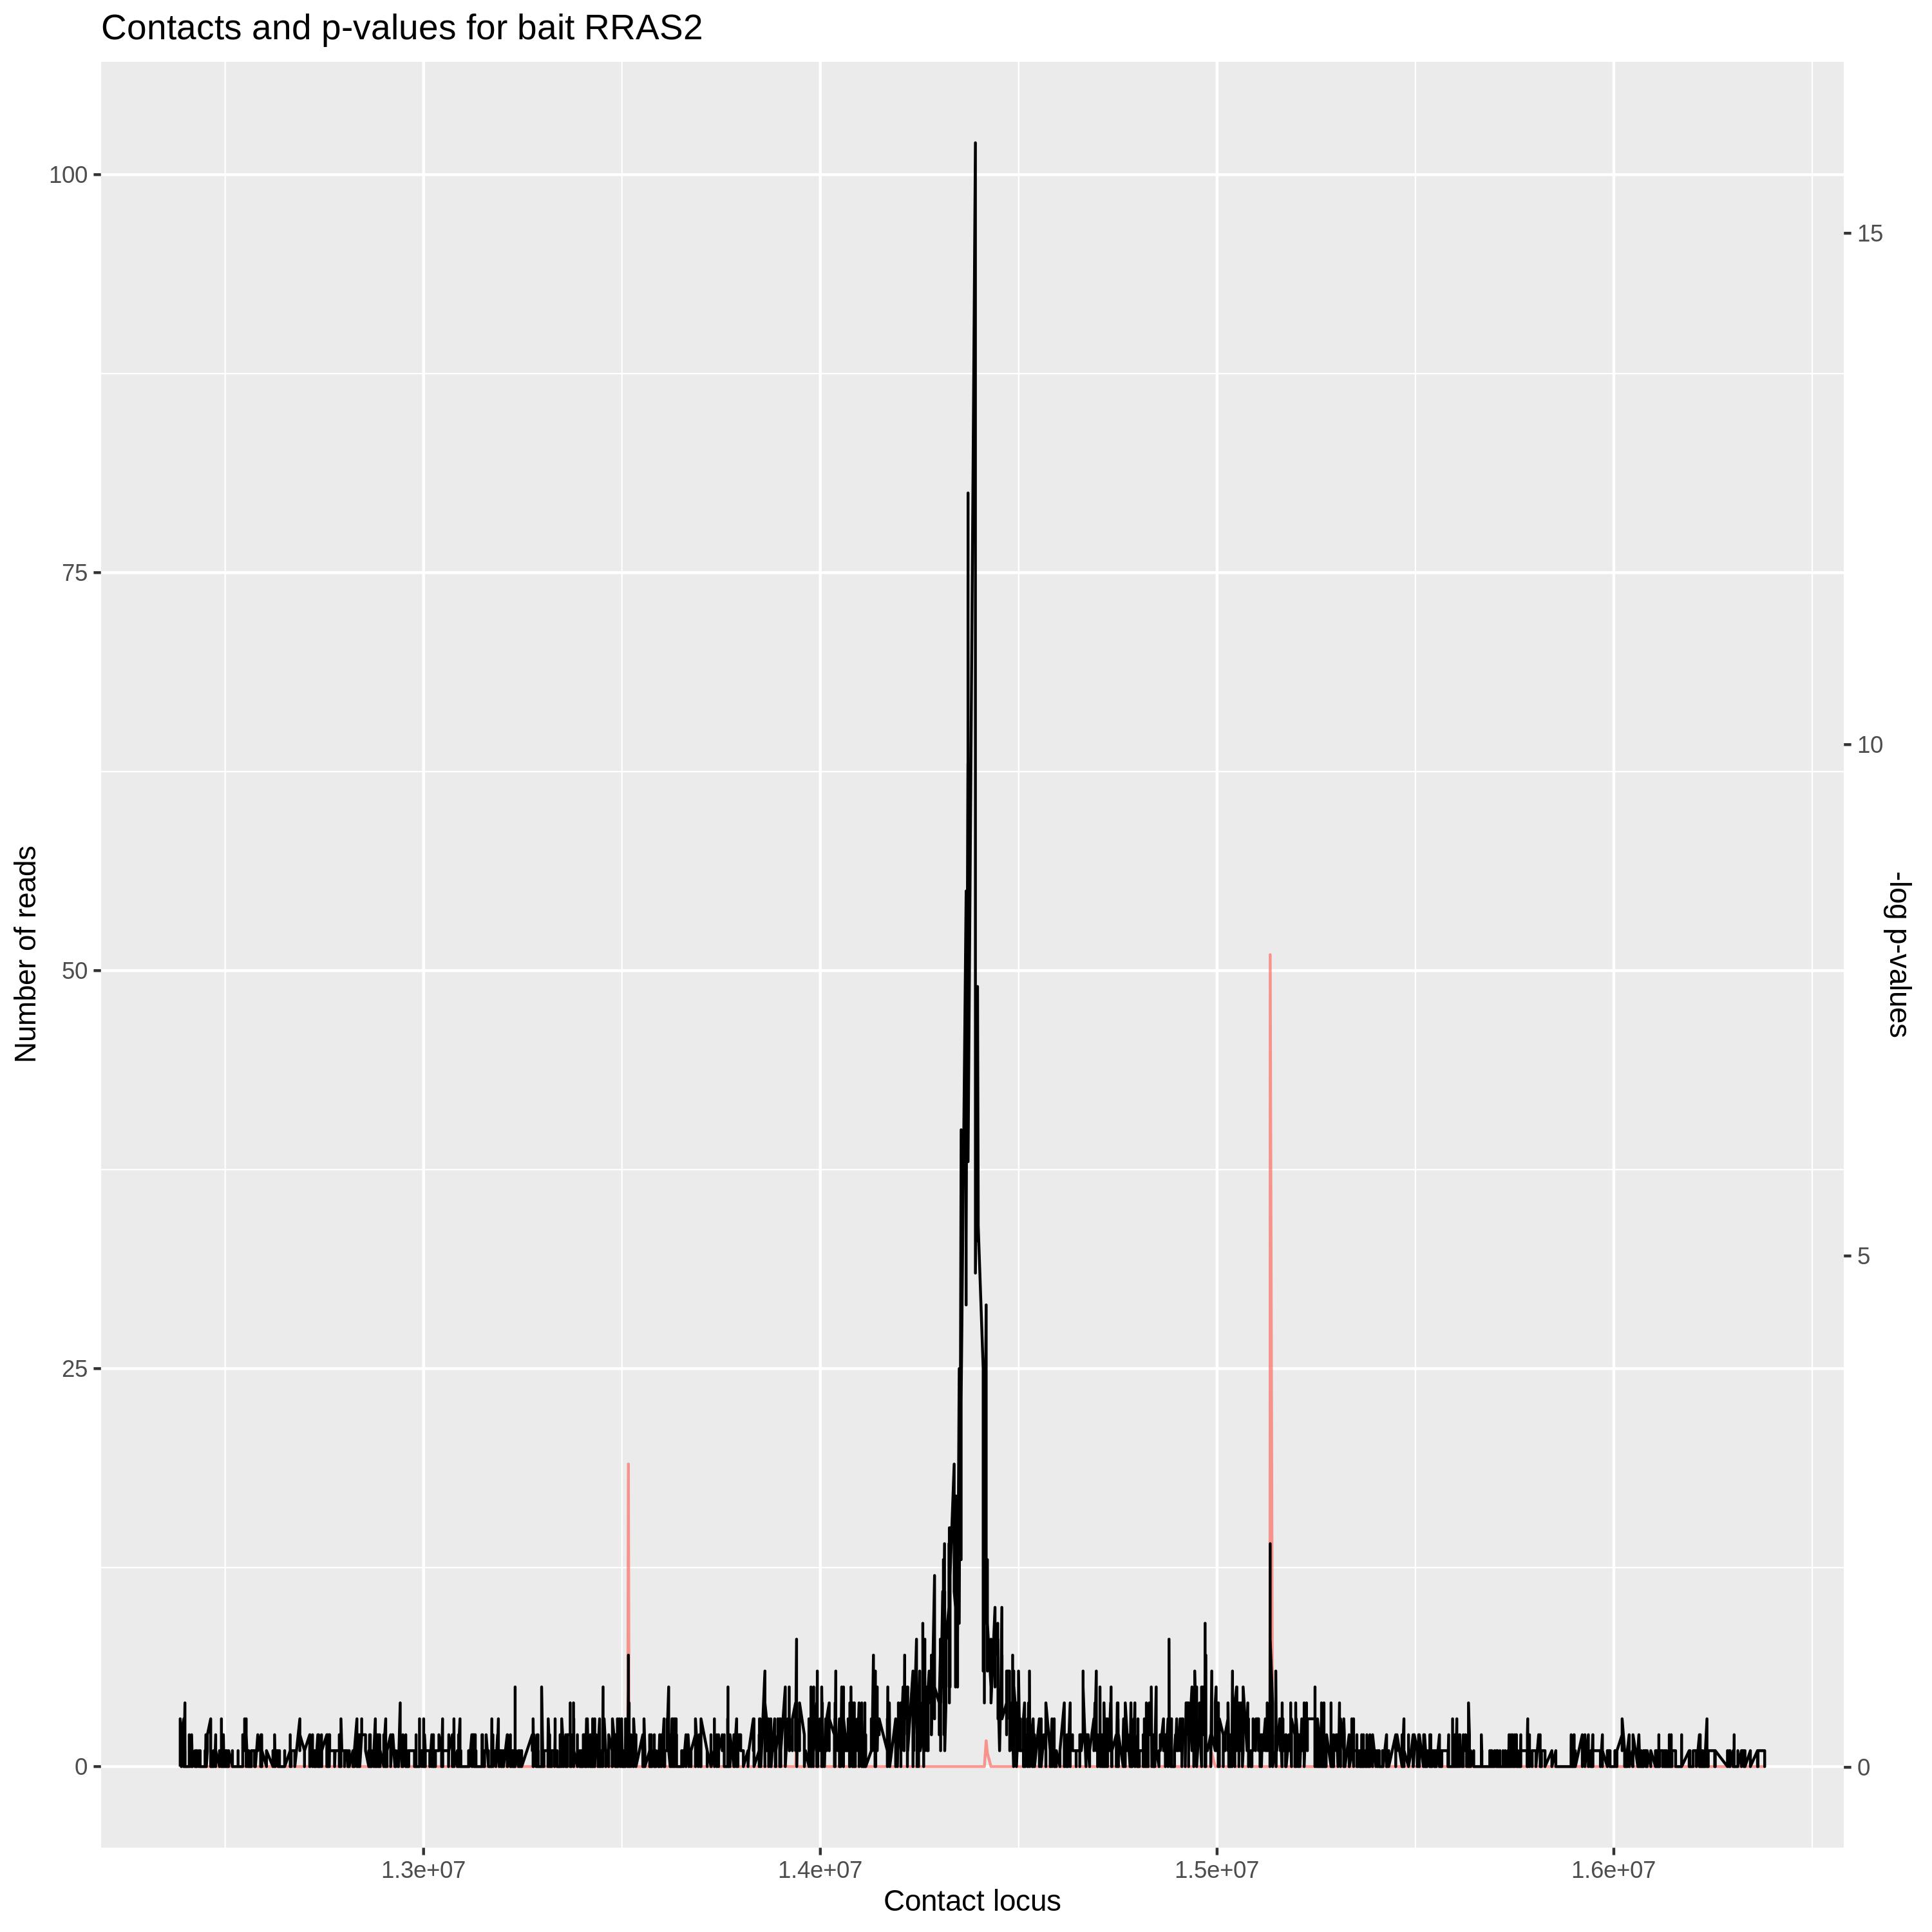 Contacts and p-values for bait RRAS2
100
75
50
25
0
Number of reads
15
10
5
0
-log p-values
1.3e+07
1.4e+07
1.5e+07
1.6e+07
Contact locus